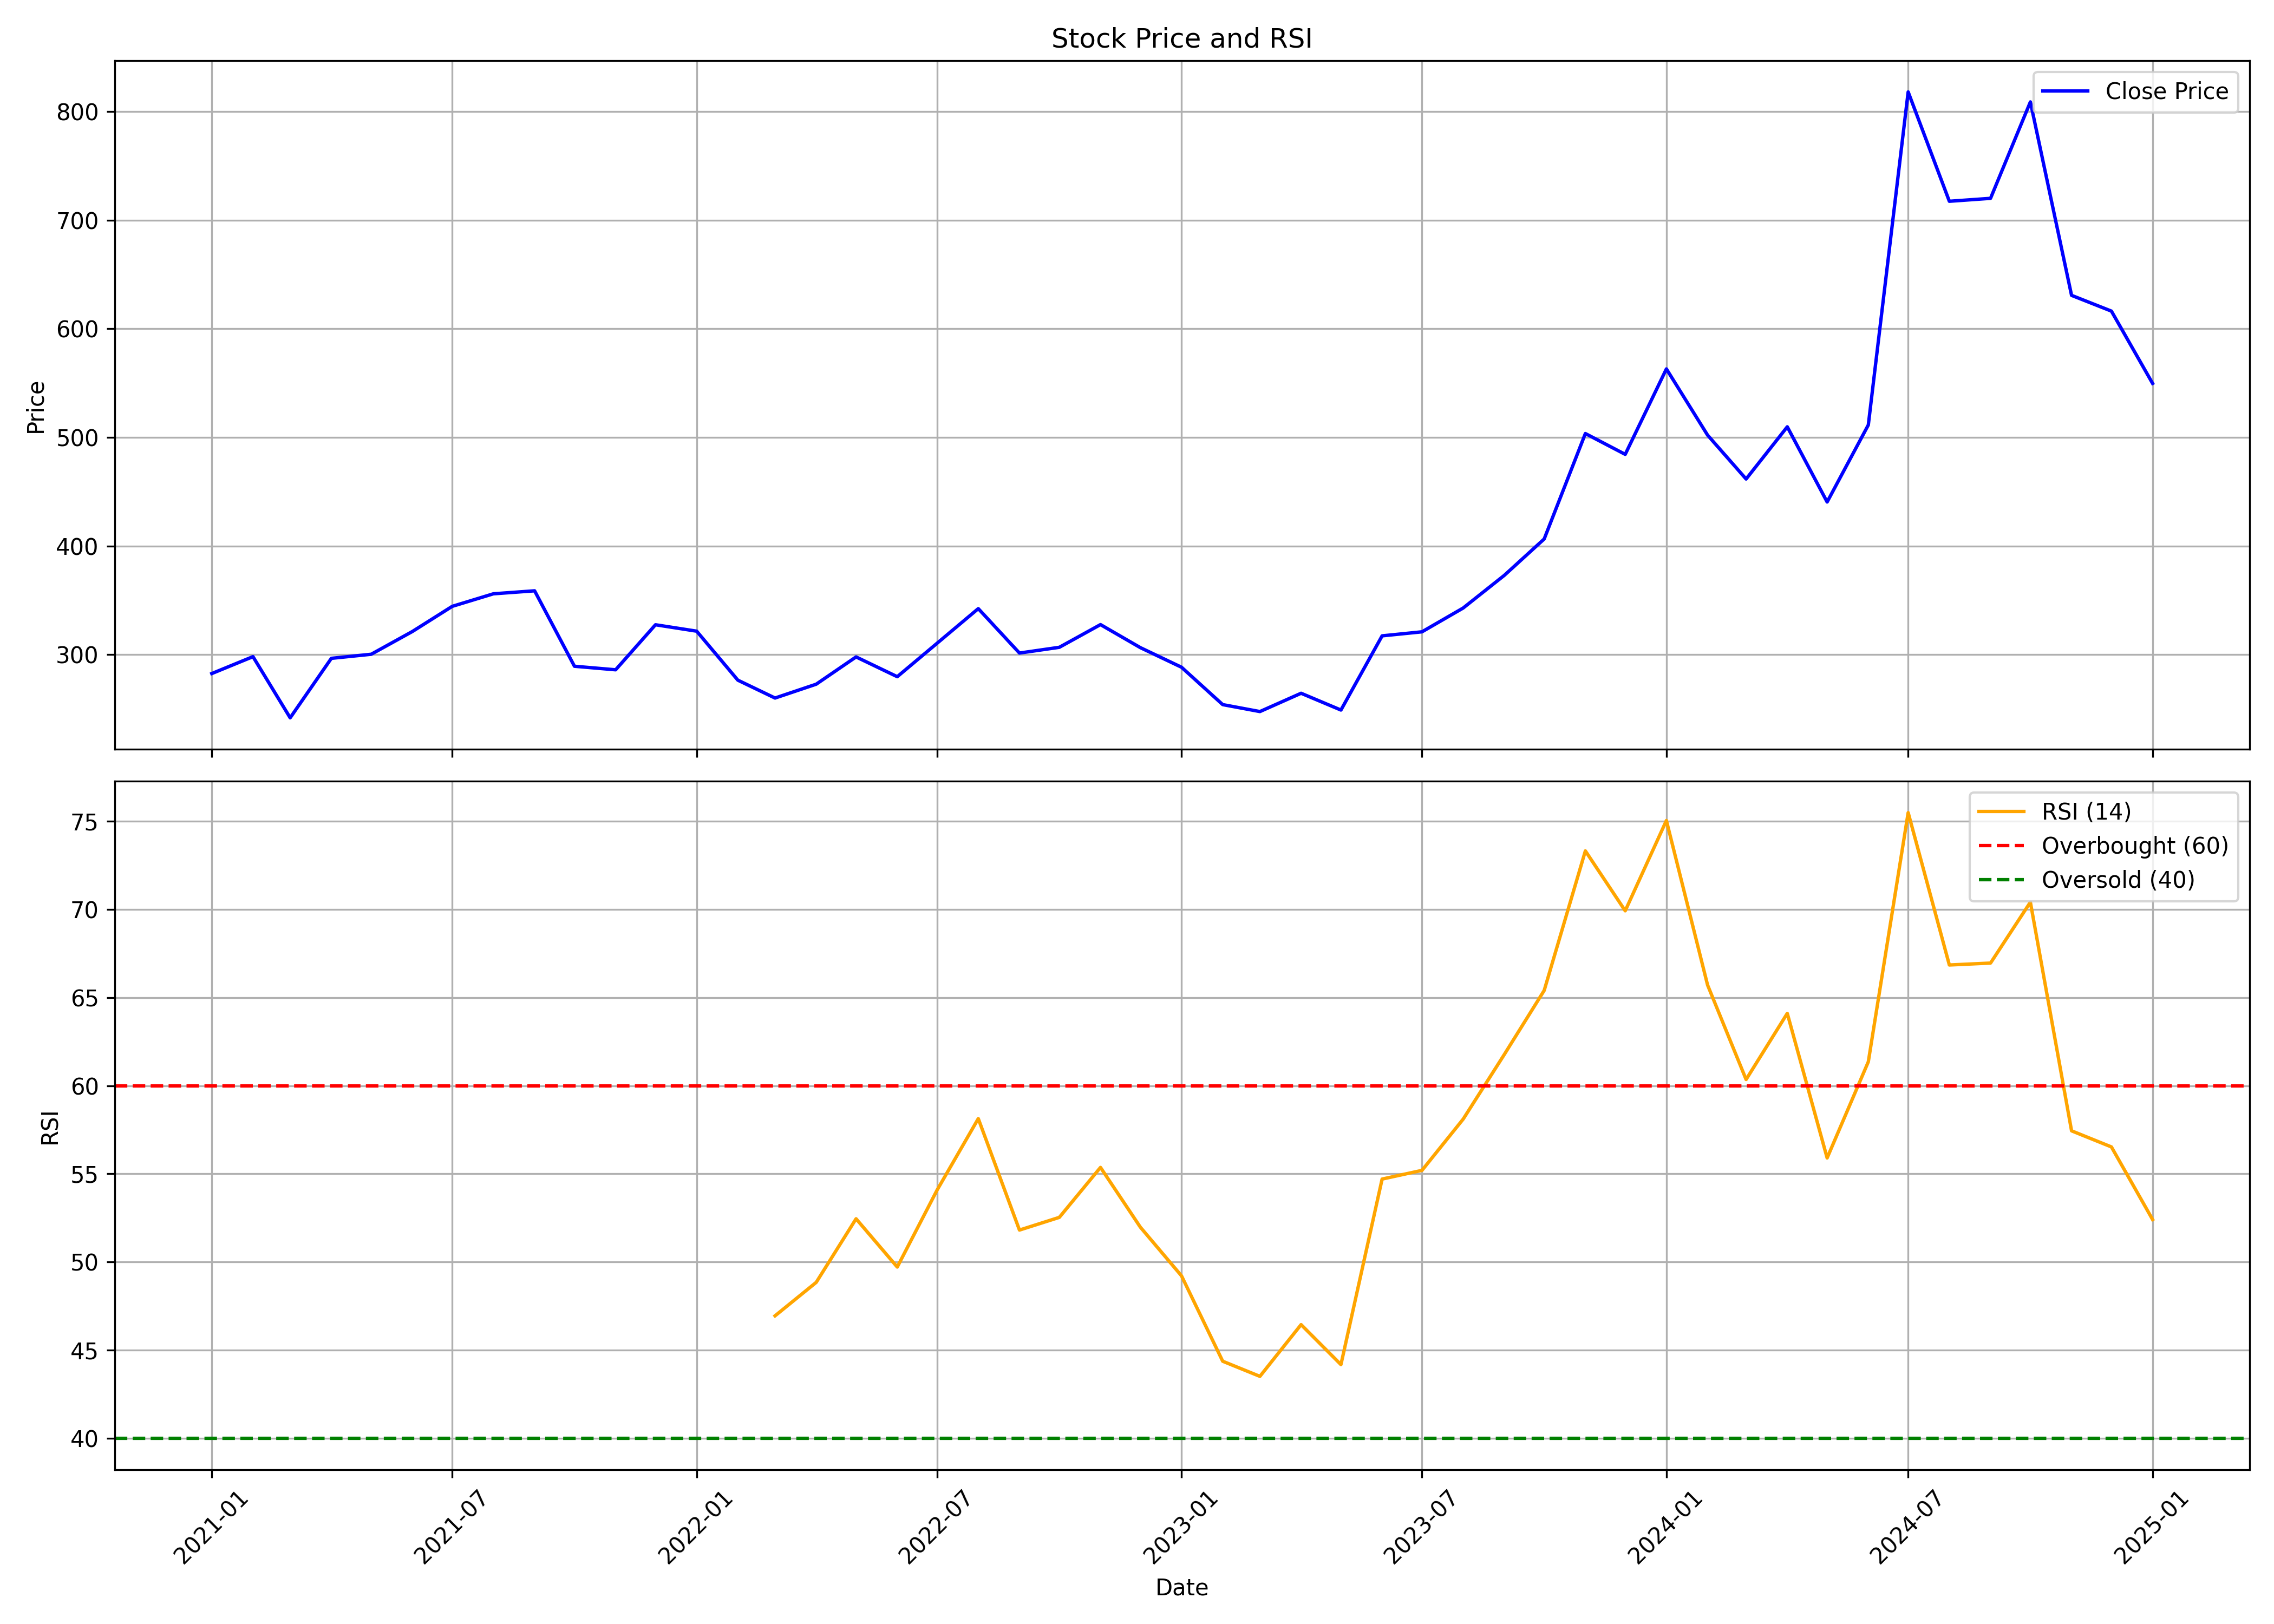 Stock Price and RSI
Close Price
800
700
600
500
400
300
Price
RSI (14)
Overbought (60)
Oversold (40)
75
70
65
60
55
50
45
40
RSI
2021-01
2021-07
2022-01
2022-07
2023-01
2023-07
2024-01
2024-07
2025-01
Date